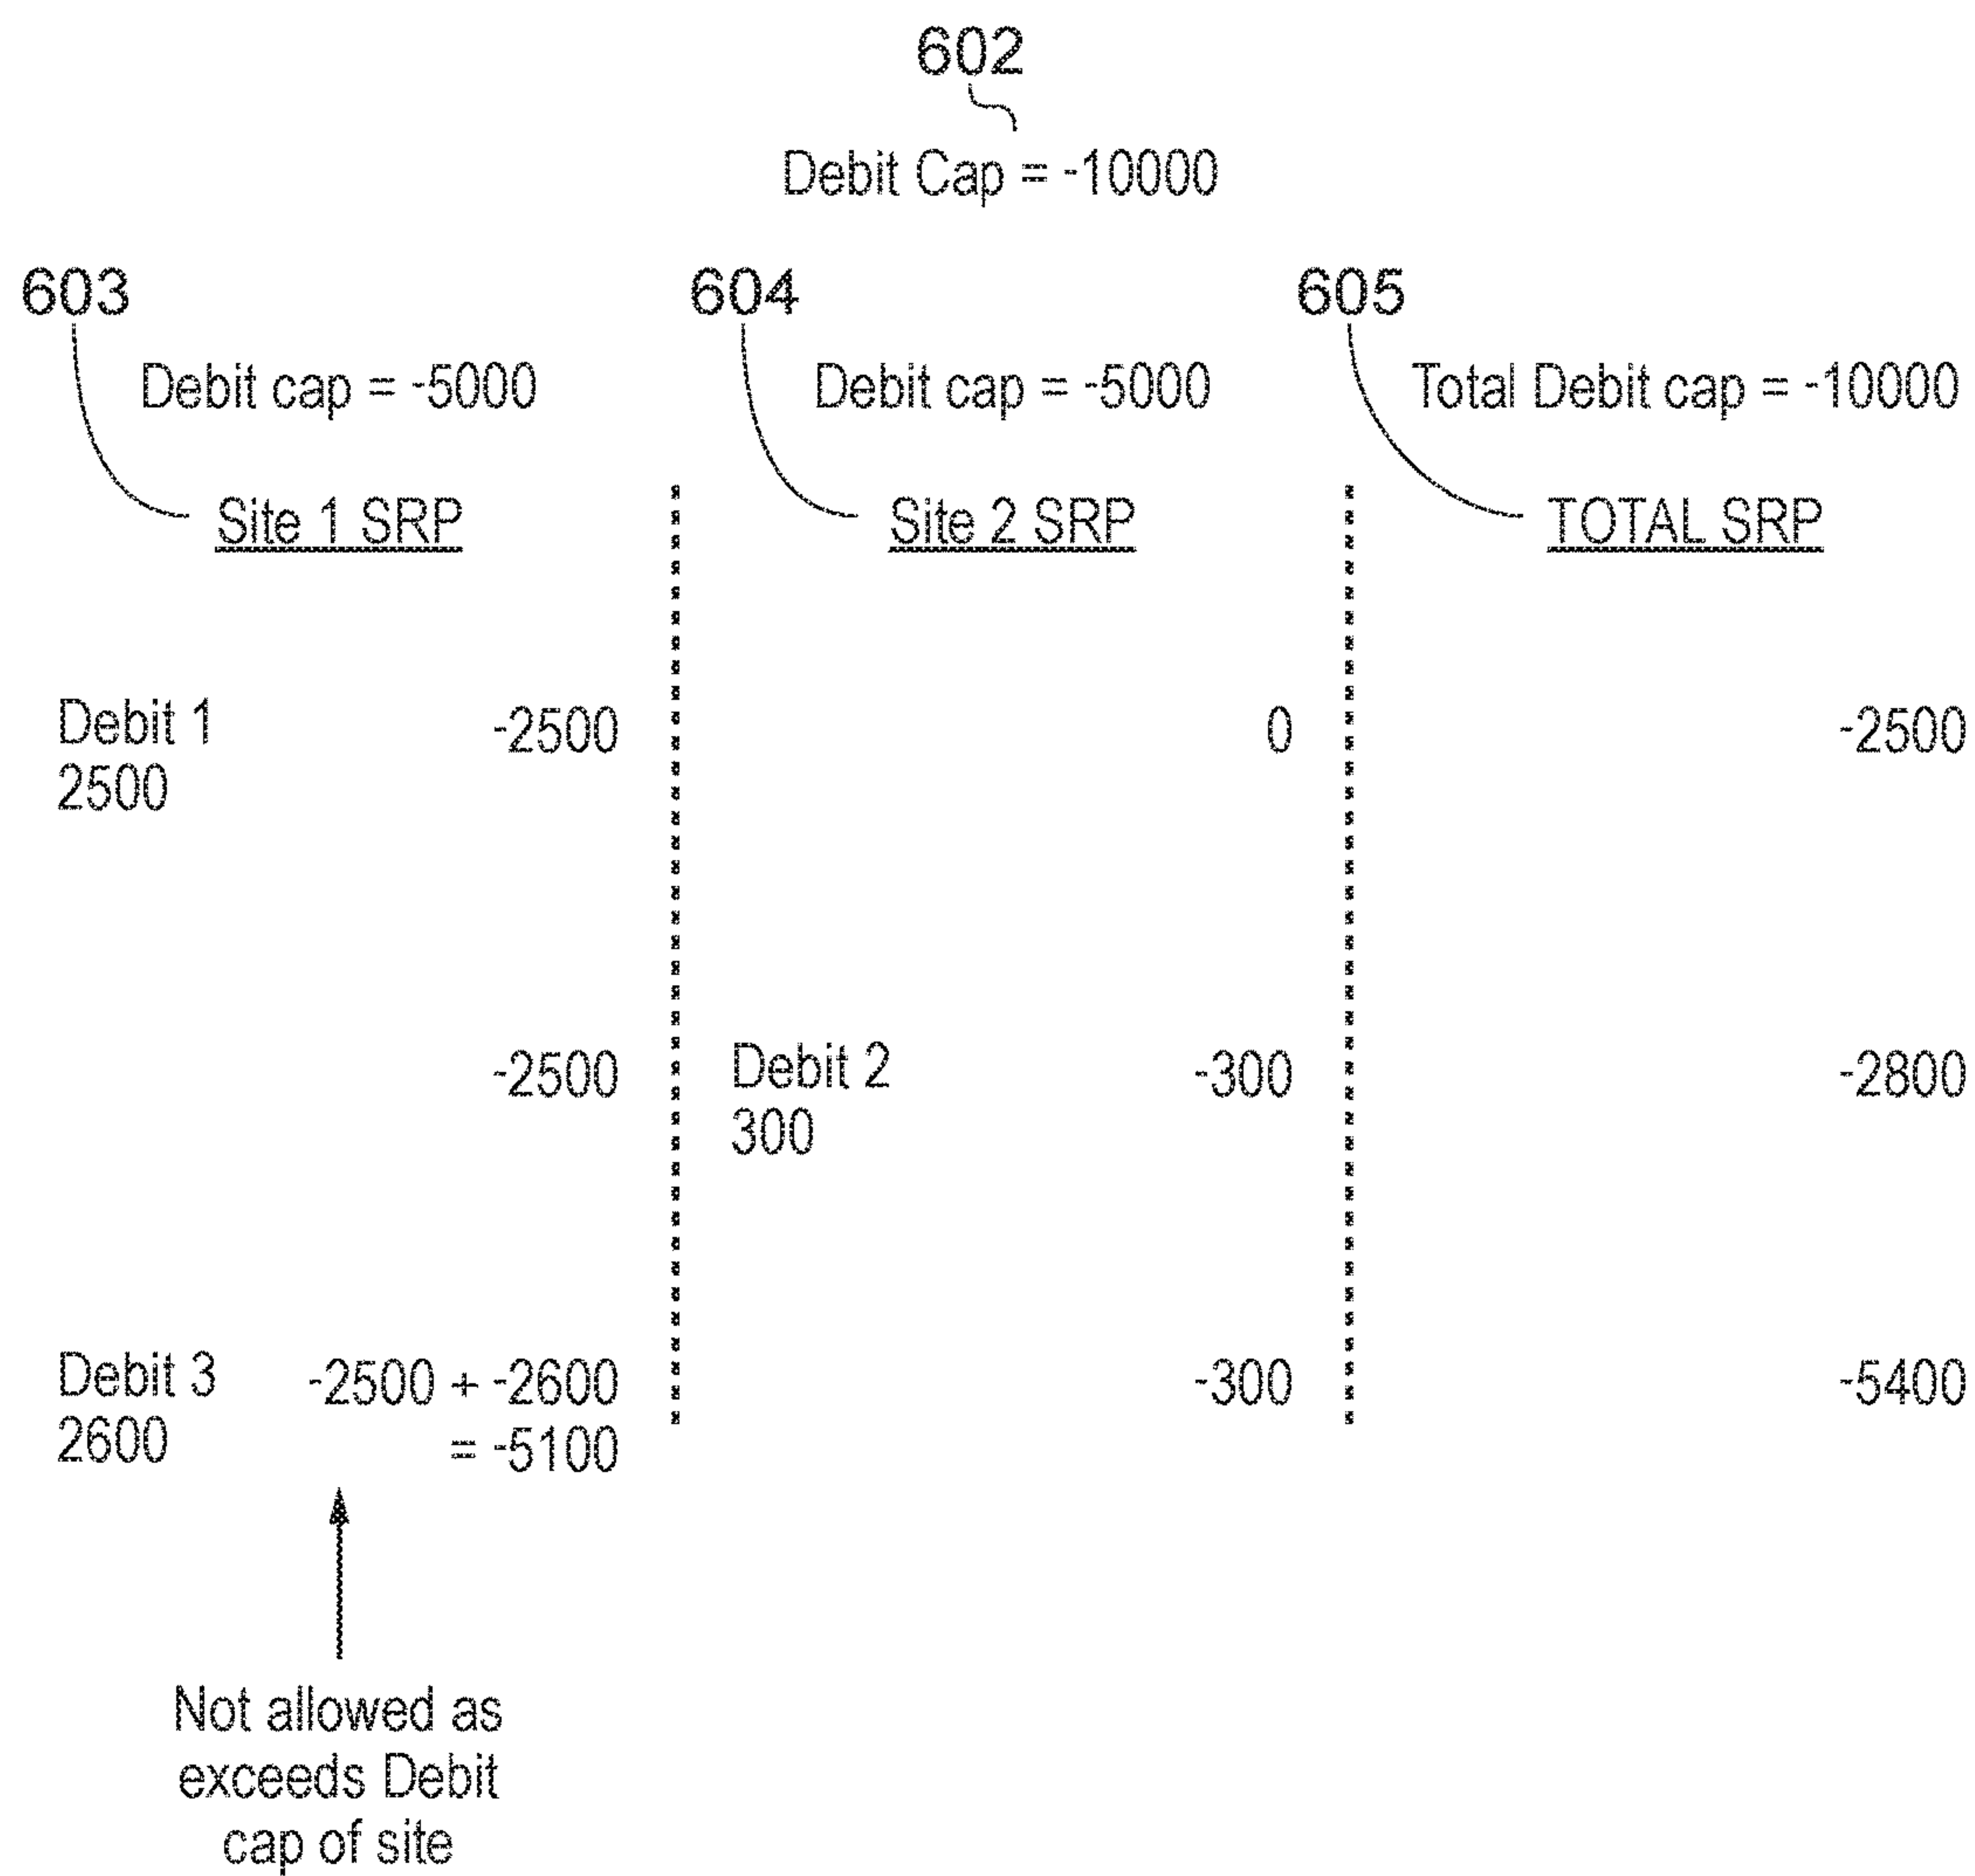 602
Debit Cap = -10000
603
604
605
Debit cap = -5000
Debit cap = -5000
Total Debit cap = -10000
Site 1 SRP
Site 2 SRP
TOTAL SRP
Debit 1
2500
-2500
0
-2500
-2500
Debit 2
300
-300
-2800
Debit 3
2600
-2500 + -2600
= -5100
-300
-5400
Not allowed as
exceeds Debit
cap of site